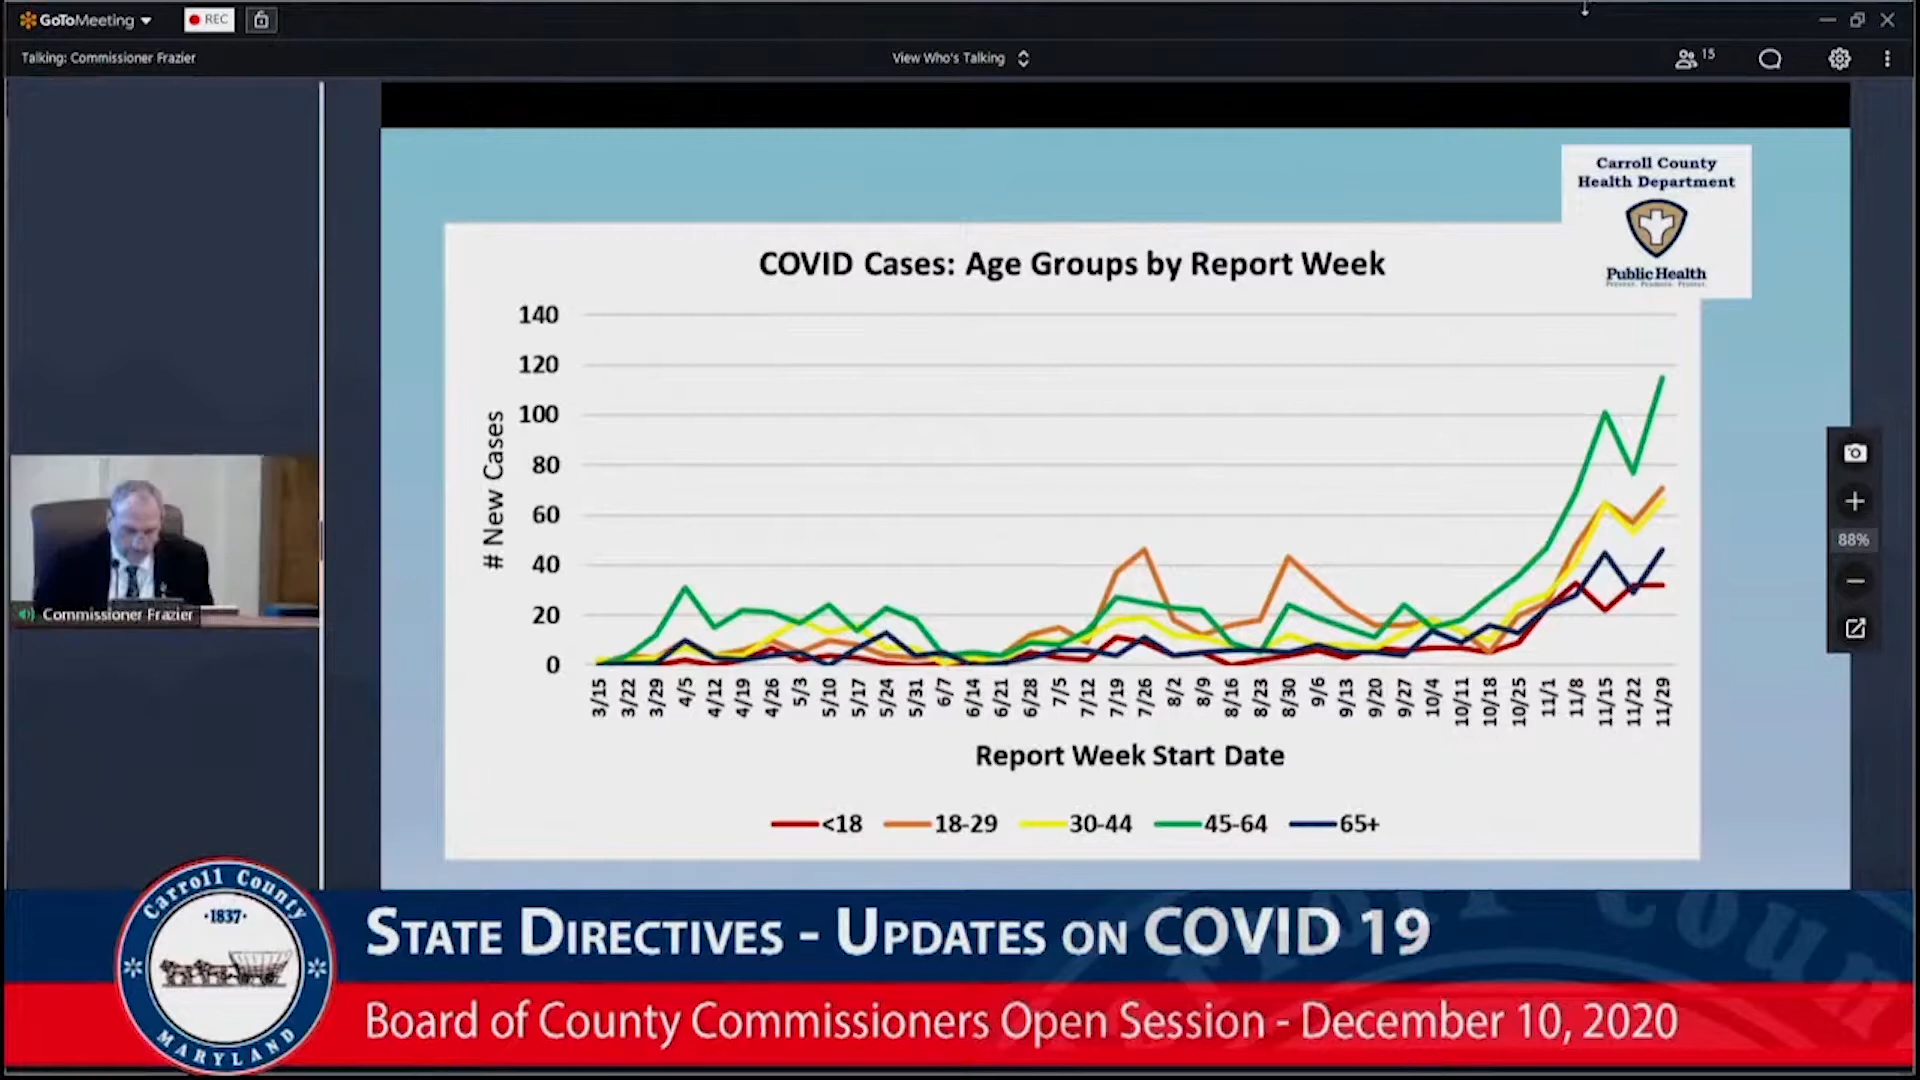 GoToMeeting
REC
Talking: Commissioner Frazier
View Who's Talking
15
Carroll County
Health Department
Public Health
Prevent. Promote. Protect.
COVID Cases: Age Groups by Report Week
# New Cases
140
120
100
80
60
40
20
0
3/15
3/22
3/29
4/5
4/12
4/19
4/26
5/3
5/10
5/17
5/24
5/31
6/7
6/14
6/21
6/28
7/5
7/12
7/19
7/26
8/2
8/9
8/16
8/23
8/30
9/6
9/13
9/20
9/27
10/4
10/11
10/18
10/25
11/1
11/8
11/15
11/22
11/29
Report Week Start Date
<18 18-29 30-44 45-64 65+
88%
Commissioner Frazier
Carroll County
·1837·
MARYLAND
STATE DIRECTIVES - UPDATES ON COVID 19
Board of County Commissioners Open Session - December 10, 2020